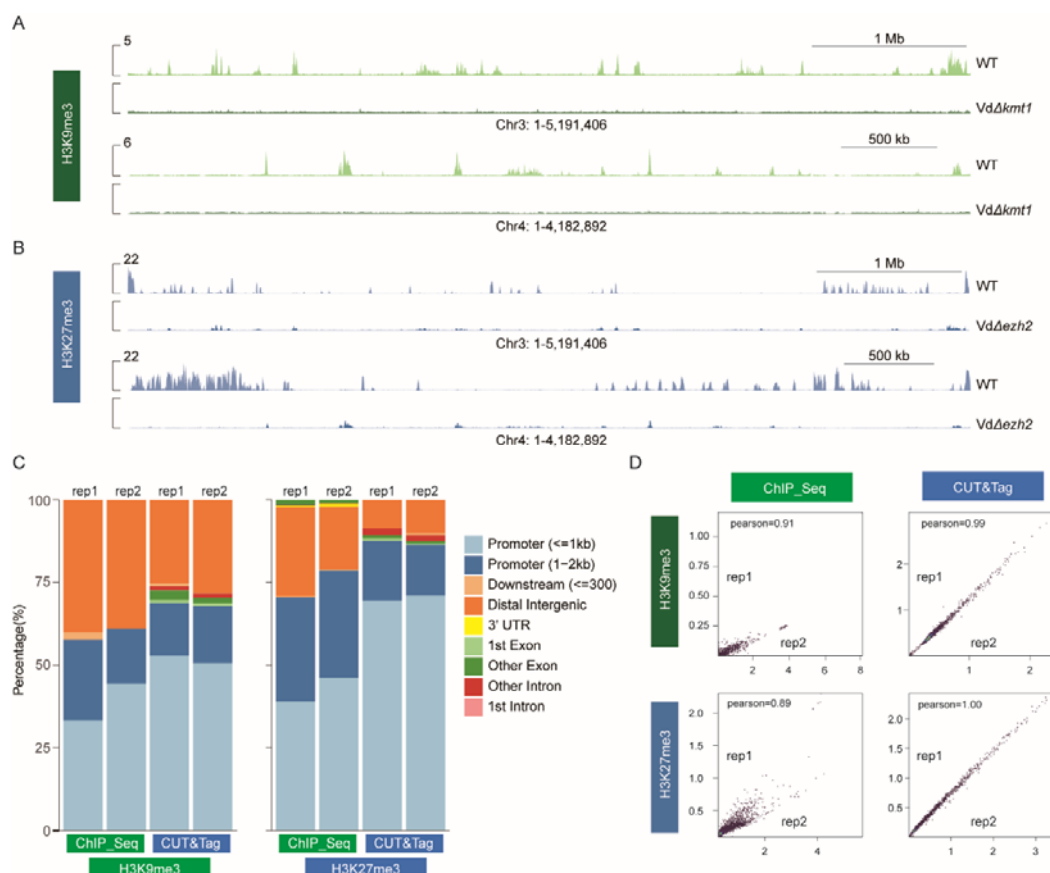 A
5
1 Mb
WT
H3K9me3
VdΔkmt1
Chr3: 1-5,191,406
6
500 kb
WT
VdΔkmt1
Chr4: 1-4,182,892
B
22
1 Mb
WT
H3K27me3
VdΔezh2
Chr3: 1-5,191,406
22
500 kb
WT
VdΔezh2
Chr4: 1-4,182,892
C
rep1 rep2 rep1 rep2
rep1 rep2 rep1 rep2
Percentage(%)
100
75
50
25
0
ChIP_Seq CUT&Tag
H3K9me3
ChIP_Seq CUT&Tag
H3K27me3
Promoter (<=1kb)
Promoter (1-2kb)
Downstream (<=300)
Distal Intergenic
3' UTR
1st Exon
Other Exon
Other Intron
1st Intron
D
ChIP_Seq
CUT&Tag
H3K9me3
pearson=0.91
1.00
0.75
0.50
0.25
rep1
rep2
2 4 6 8
pearson=0.99
2
1
rep1
rep2
1 2
H3K27me3
pearson=0.89
2.0
1.5
1.0
0.5
rep1
rep2
2 4
pearson=1.00
2.0
1.5
1.0
0.5
rep1
rep2
1 2 3